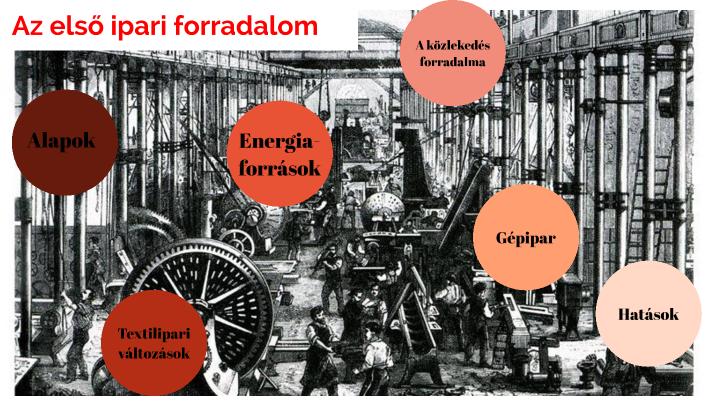 Az első ipari forradalom
A közlekedés
forradalma
Alapok
Energia-
források
Gépipar
Textilipari
változások
Hatások